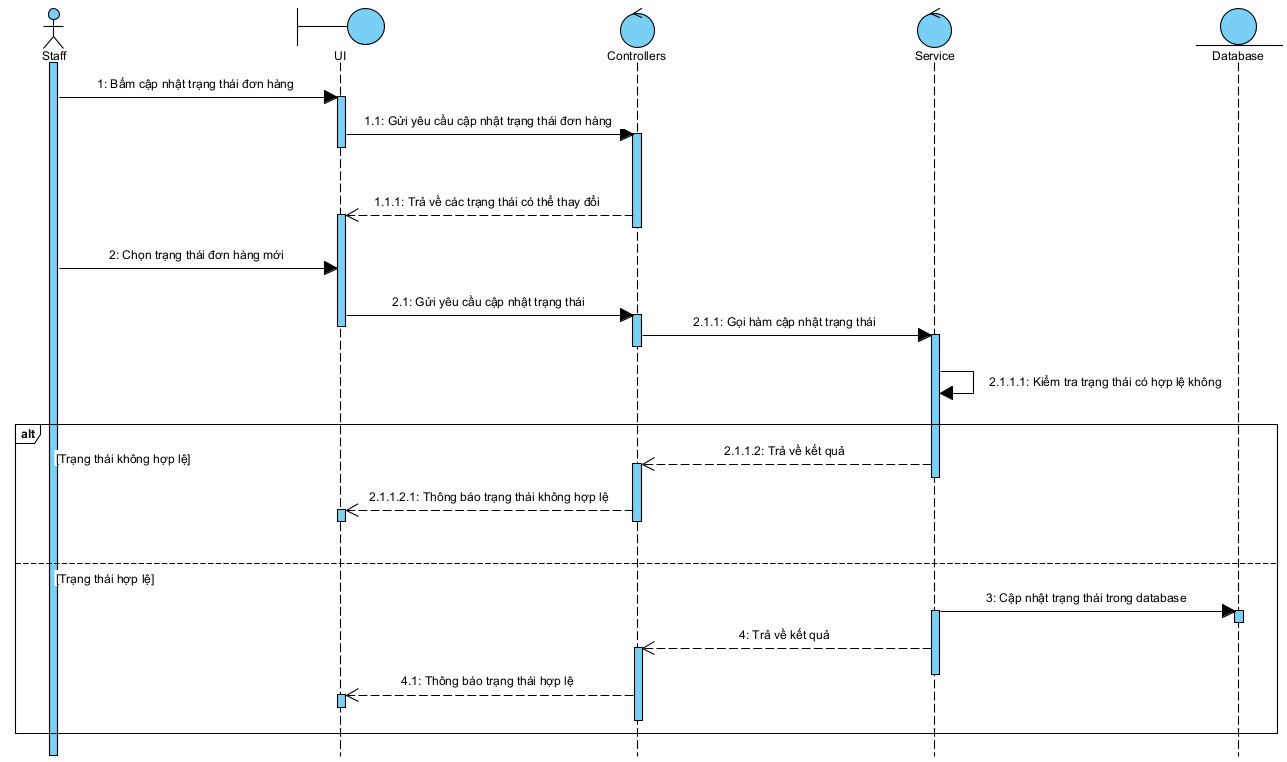 Staff
UI
Controllers
Service
Database
1: Bấm cập nhật trạng thái đơn hàng
1.1: Gửi yêu cầu cập nhật trạng thái đơn hàng
1.1.1: Trả về các trạng thái có thể thay đổi
2: Chọn trạng thái đơn hàng mới
2.1: Gửi yêu cầu cập nhật trạng thái
2.1.1: Gọi hàm cập nhật trạng thái
2.1.1.1: Kiểm tra trạng thái có hợp lệ không
alt
[Trạng thái không hợp lệ]
2.1.1.2: Trả về kết quả
2.1.1.2.1: Thông báo trạng thái không hợp lệ
[Trạng thái hợp lệ]
3: Cập nhật trạng thái trong database
4: Trả về kết quả
4.1: Thông báo trạng thái hợp lệ